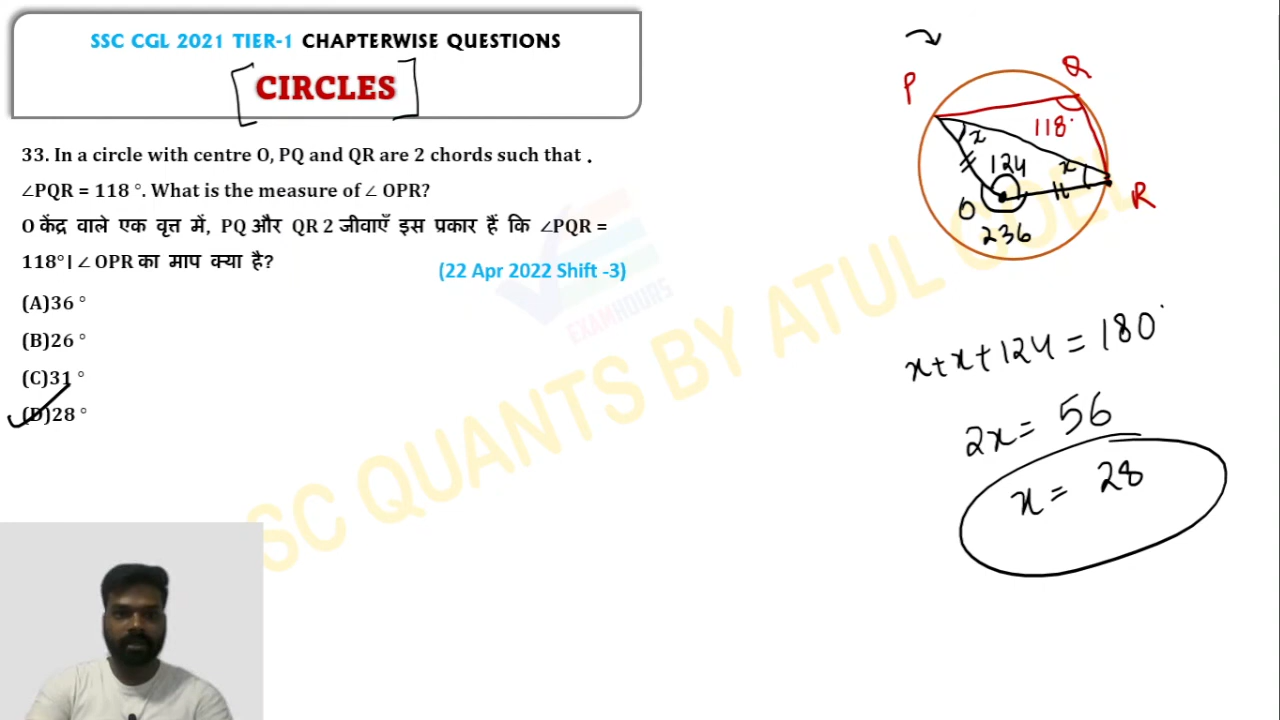 SSC CGL 2021 TIER-1 CHAPTERWISE QUESTIONS
[CIRCLES]
33. In a circle with centre O, PQ and QR are 2 chords such that .
∠PQR = 118 °. What is the measure of ∠ OPR?
O केंद्र वाले एक वृत्त में, PQ और QR 2 जीवाएँ इस प्रकार हैं कि ∠PQR =
118°। ∠ OPR का माप क्या है?
(22 Apr 2022 Shift -3)
(A)36 °
(B)26 °
(C)31 °
(D)28 °
P
Q
118°
x
124
x
O
R
236
x+x+124 = 180°
2x = 56
x = 28
EXAMHOURS
SC QUANTS BY ATUL GOEL